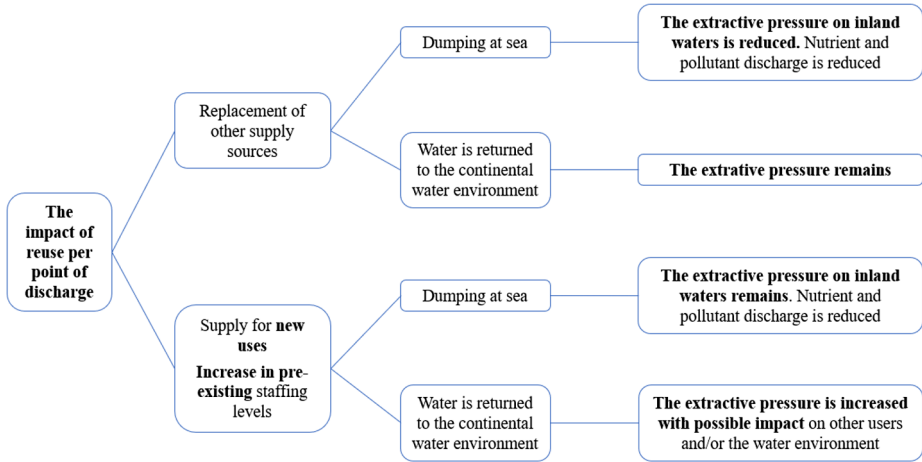 The
impact of
reuse per
point of
discharge
Replacement of
other supply
sources
Dumping at sea
The extractive pressure on inland
waters is reduced. Nutrient and
pollutant discharge is reduced
Water is returned
to the continental
water environment
The extrative pressure remains
Supply for new
uses
Increase in pre-
existing staffing
levels
Dumping at sea
The extractive pressure on inland
waters remains. Nutrient and
pollutant discharge is reduced
Water is returned
to the continental
water environment
The extractive pressure is increased
with possible impact on other users
and/or the water environment